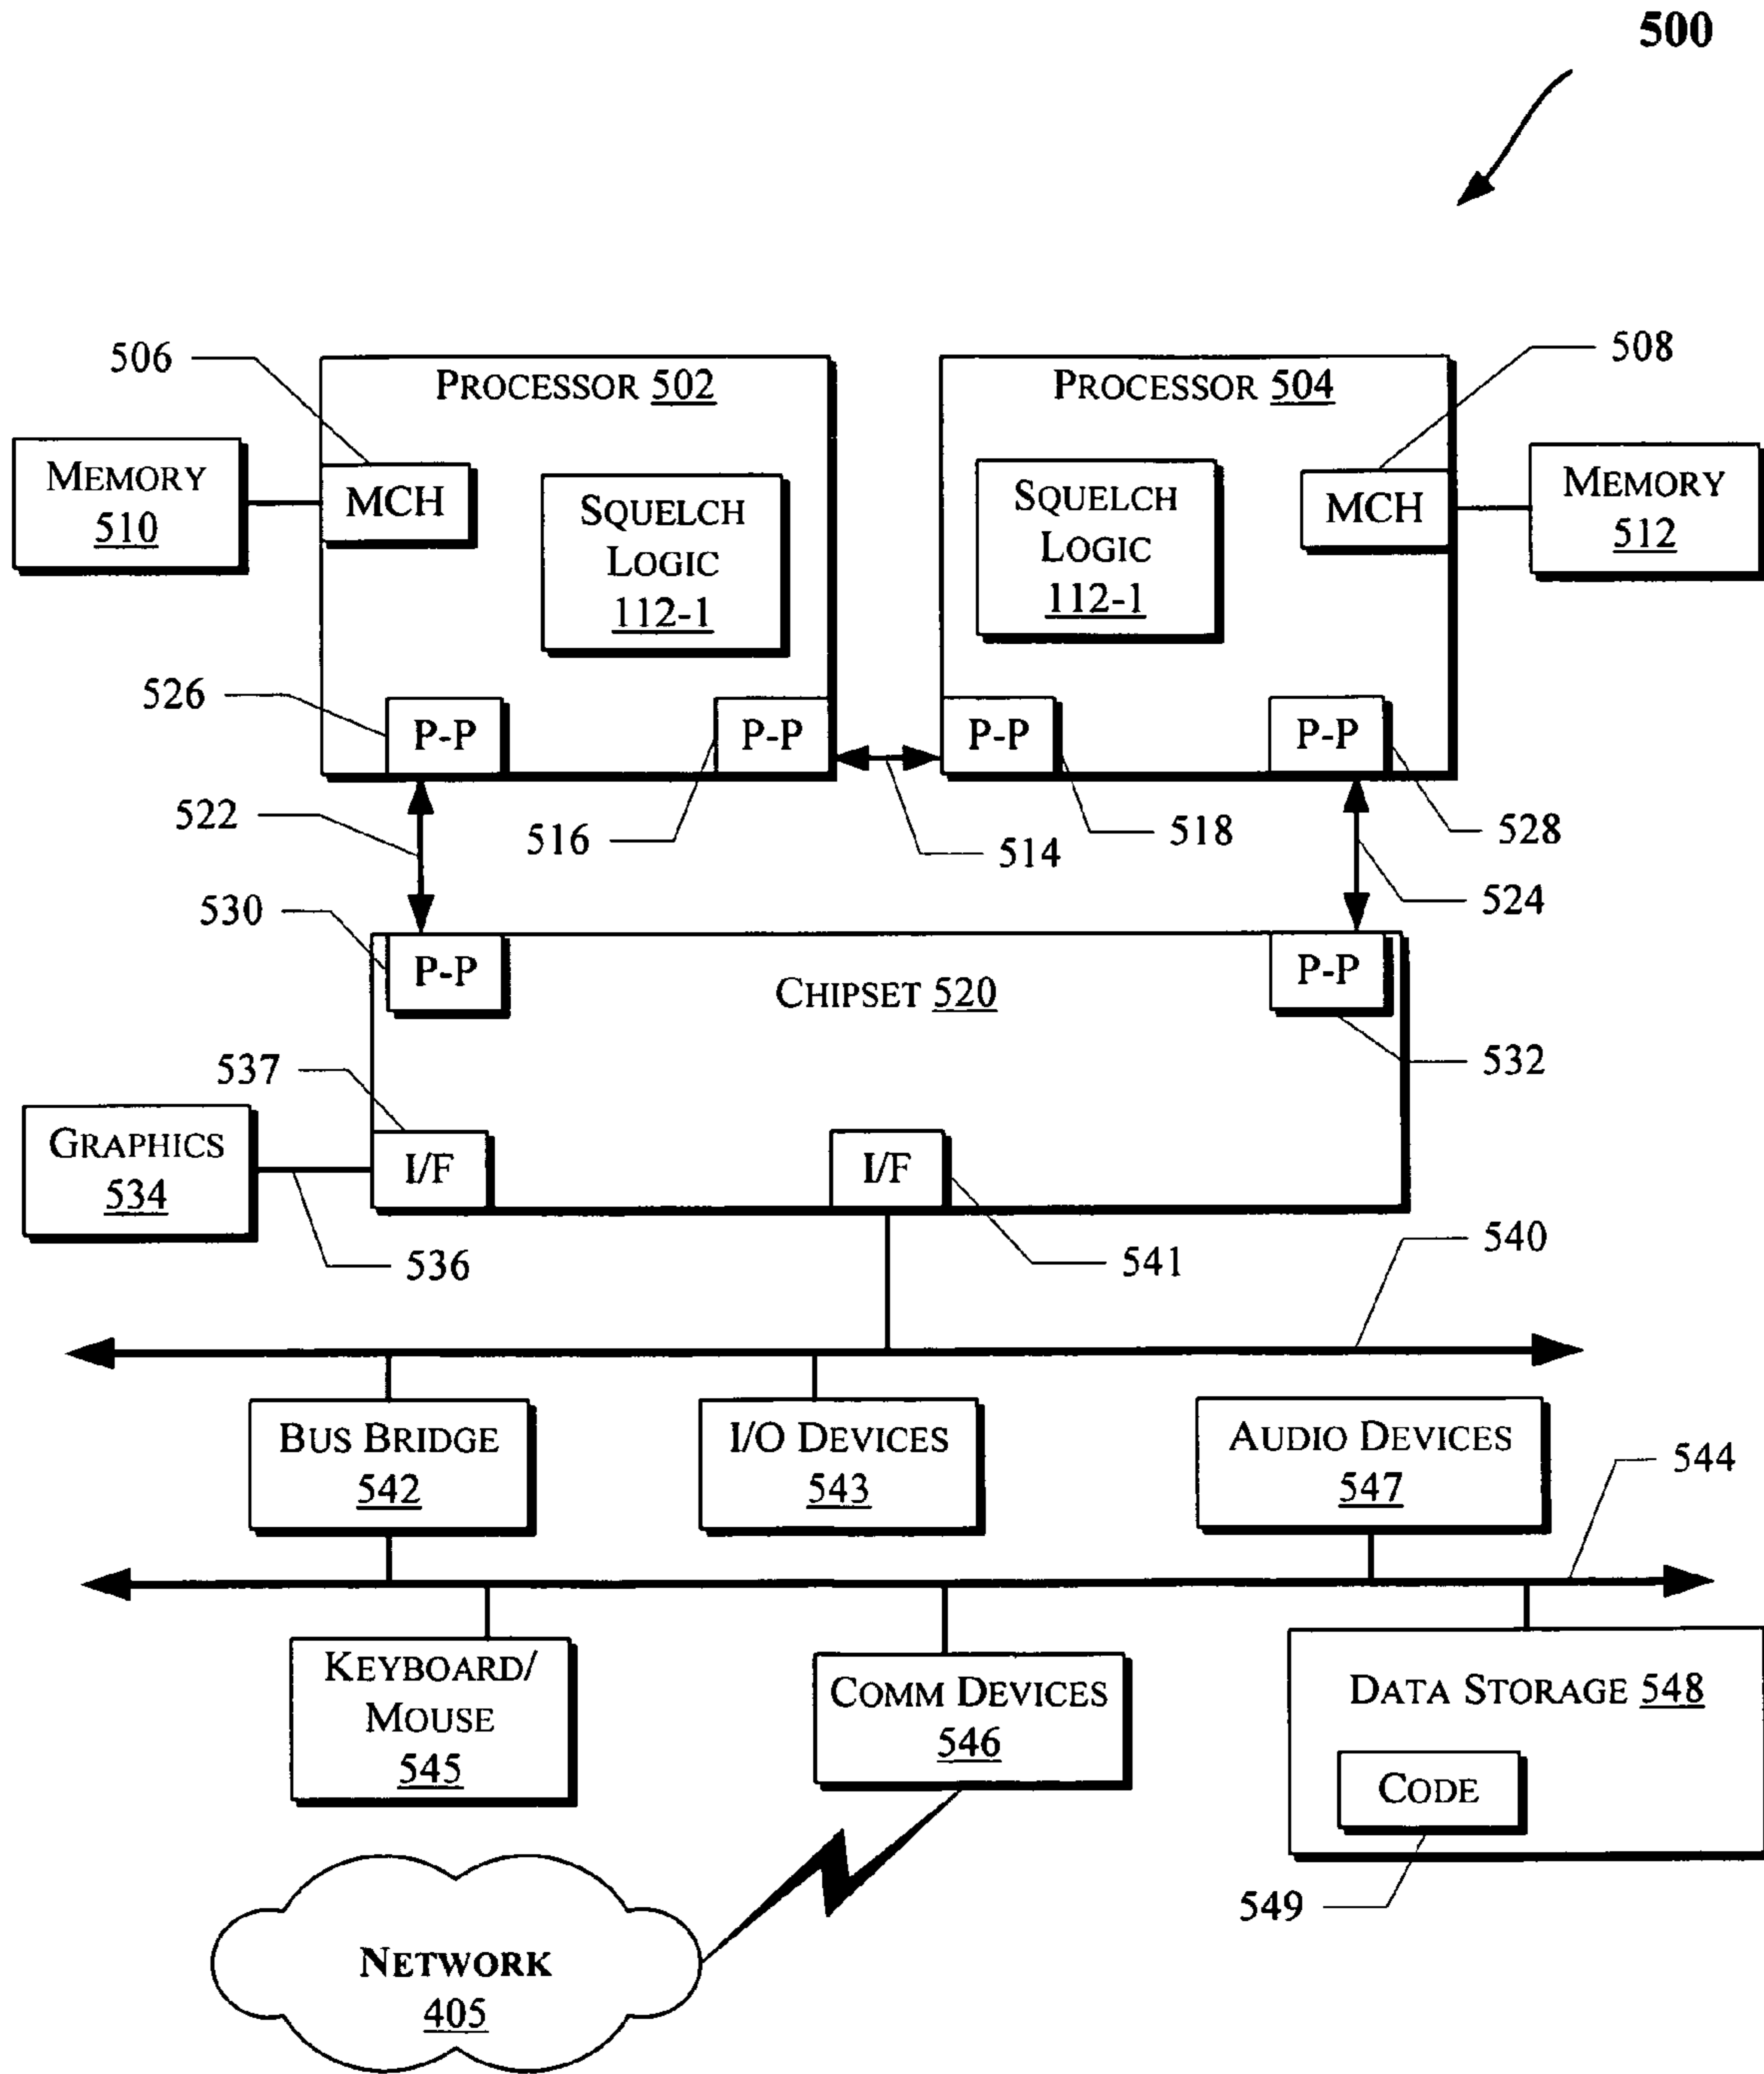 500
506
PROCESSOR 502
PROCESSOR 504
508
MEMORY
510
MCH
SQUELCH
LOGIC
112-1
SQUELCH
LOGIC
112-1
MCH
MEMORY
512
526
P-P
P-P
P-P
P-P
522
516
514
518
528
524
530
P-P
CHIPSET 520
P-P
532
537
GRAPHICS
534
I/F
I/F
536
541
540
BUS BRIDGE
542
I/O DEVICES
543
AUDIO DEVICES
547
544
KEYBOARD/
MOUSE
545
COMM DEVICES
546
DATA STORAGE 548
CODE
549
NETWORK
405